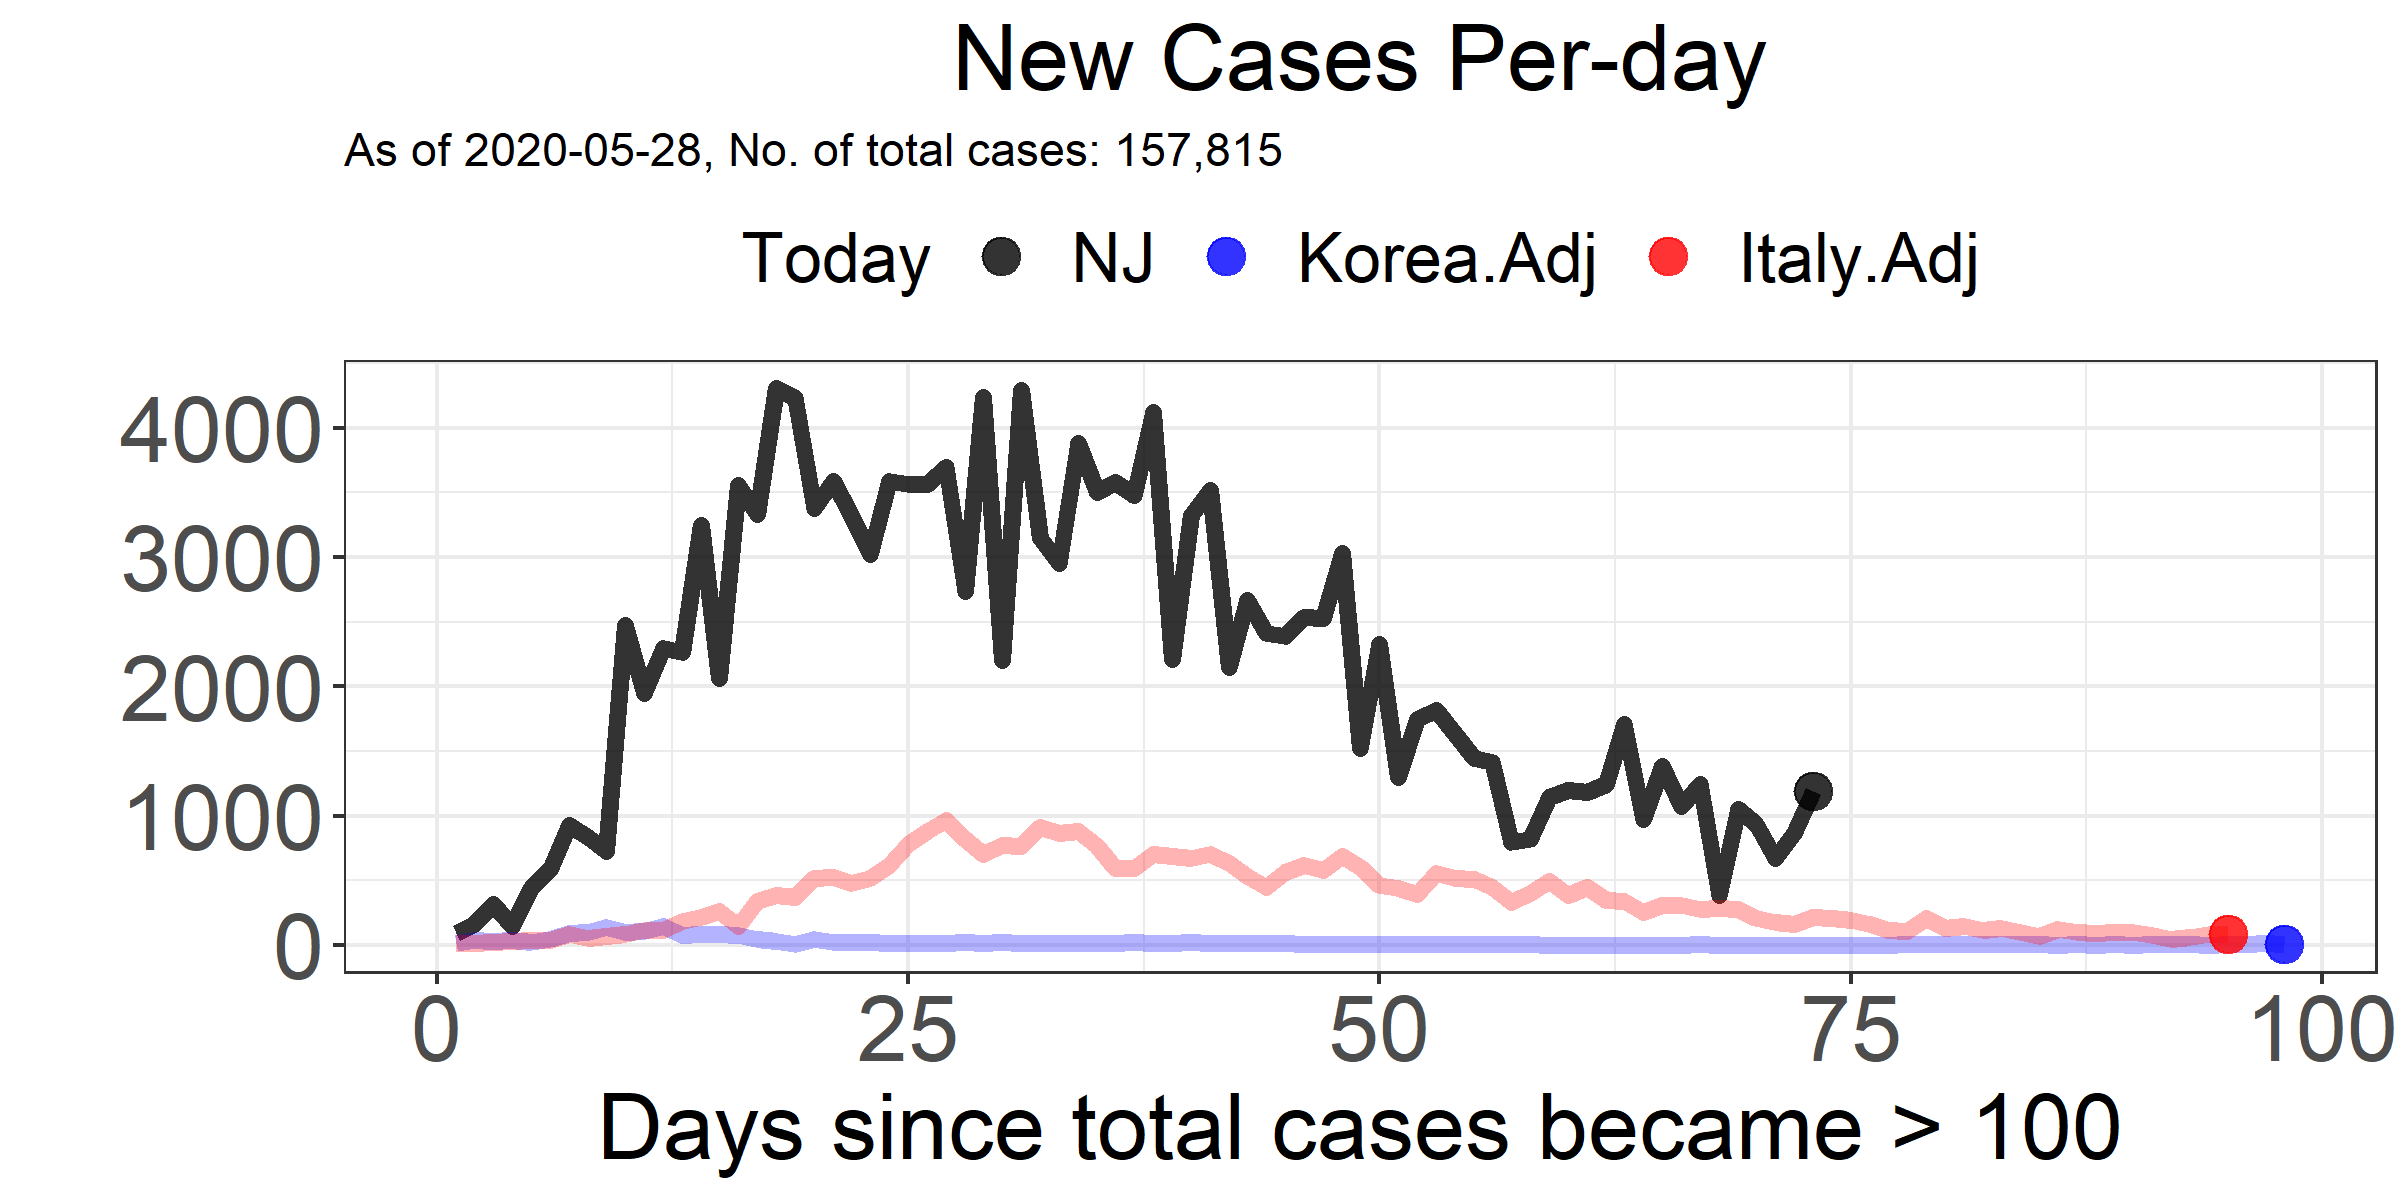 New Cases Per-day
As of 2020-05-28, No. of total cases: 157,815
Today NJ Korea.Adj Italy.Adj
4000
3000
2000
1000
0
0 25 50 75 100
Days since total cases became > 100